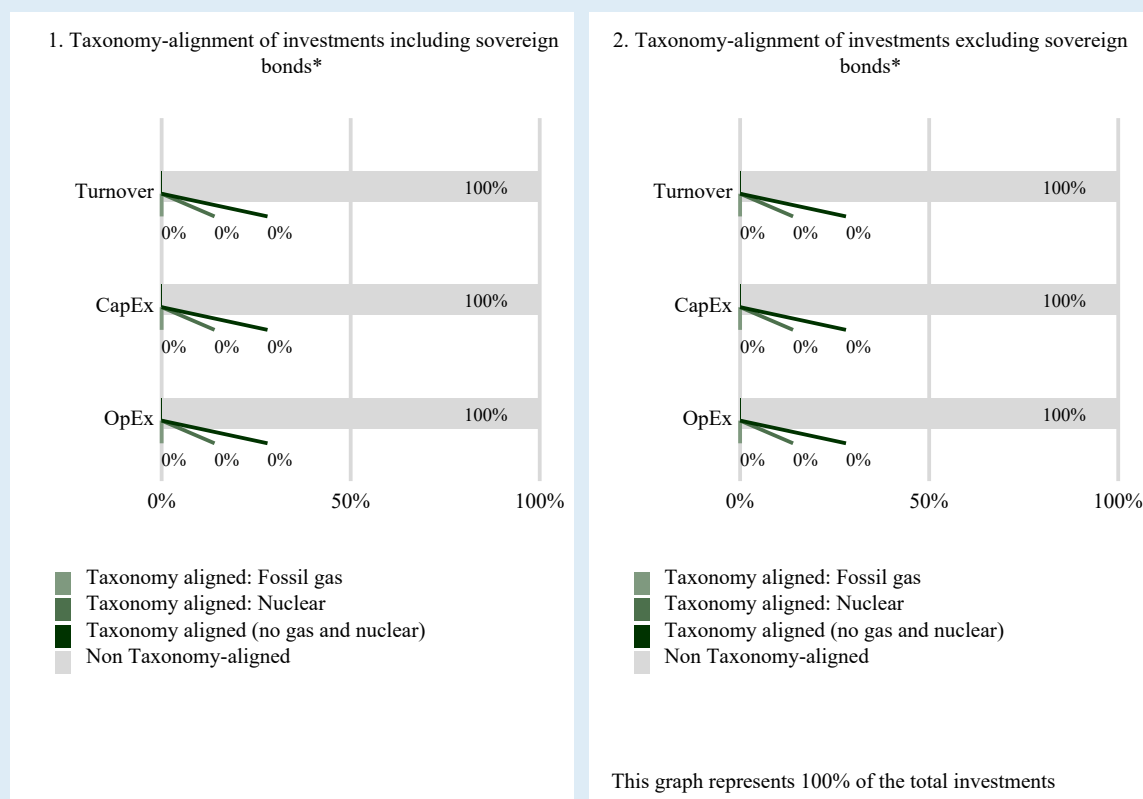 1. Taxonomy-alignment of investments including sovereign
bonds*
Turnover
100%
0% 0% 0%
CapEx
100%
0% 0% 0%
OpEx
100%
0% 0% 0%
0% 50% 100%
Taxonomy aligned: Fossil gas
Taxonomy aligned: Nuclear
Taxonomy aligned (no gas and nuclear)
Non Taxonomy-aligned
2. Taxonomy-alignment of investments excluding sovereign
bonds*
Turnover
100%
0% 0% 0%
CapEx
100%
0% 0% 0%
OpEx
100%
0% 0% 0%
0% 50% 100%
Taxonomy aligned: Fossil gas
Taxonomy aligned: Nuclear
Taxonomy aligned (no gas and nuclear)
Non Taxonomy-aligned
This graph represents 100% of the total investments